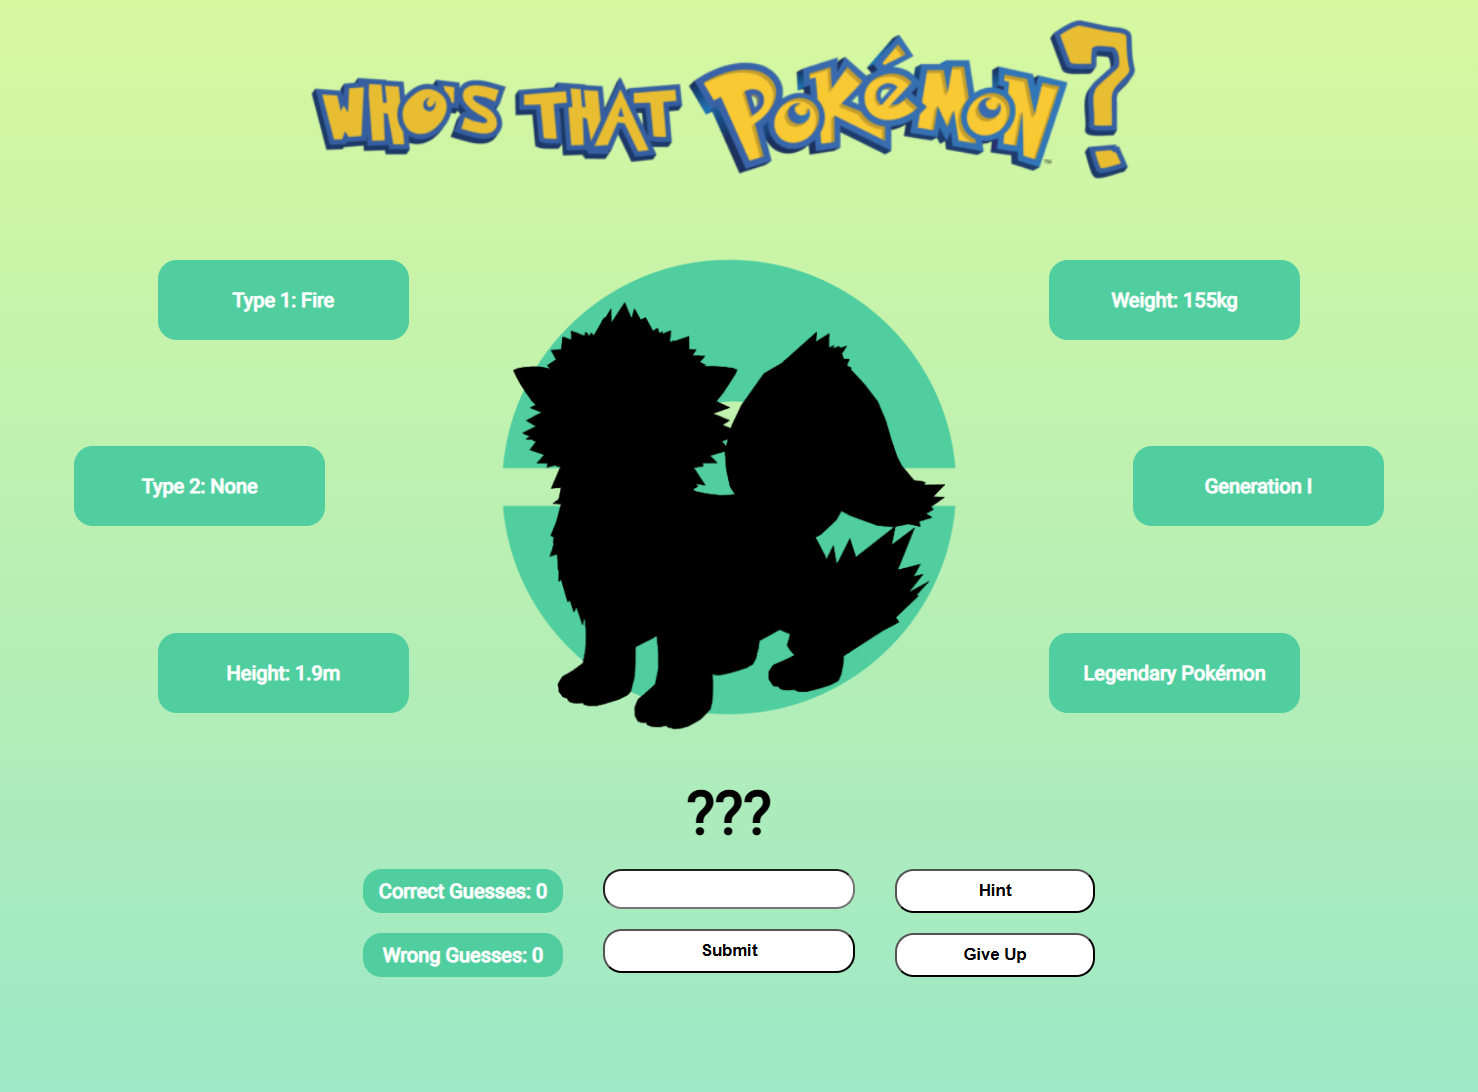 WHO'S THAT POKéMON?
™
Type 1: Fire
Weight: 155kg
Type 2: None
Generation I
Height: 1.9m
Legendary Pokémon
???
Correct Guesses: 0
Hint
Wrong Guesses: 0
Submit
Give Up